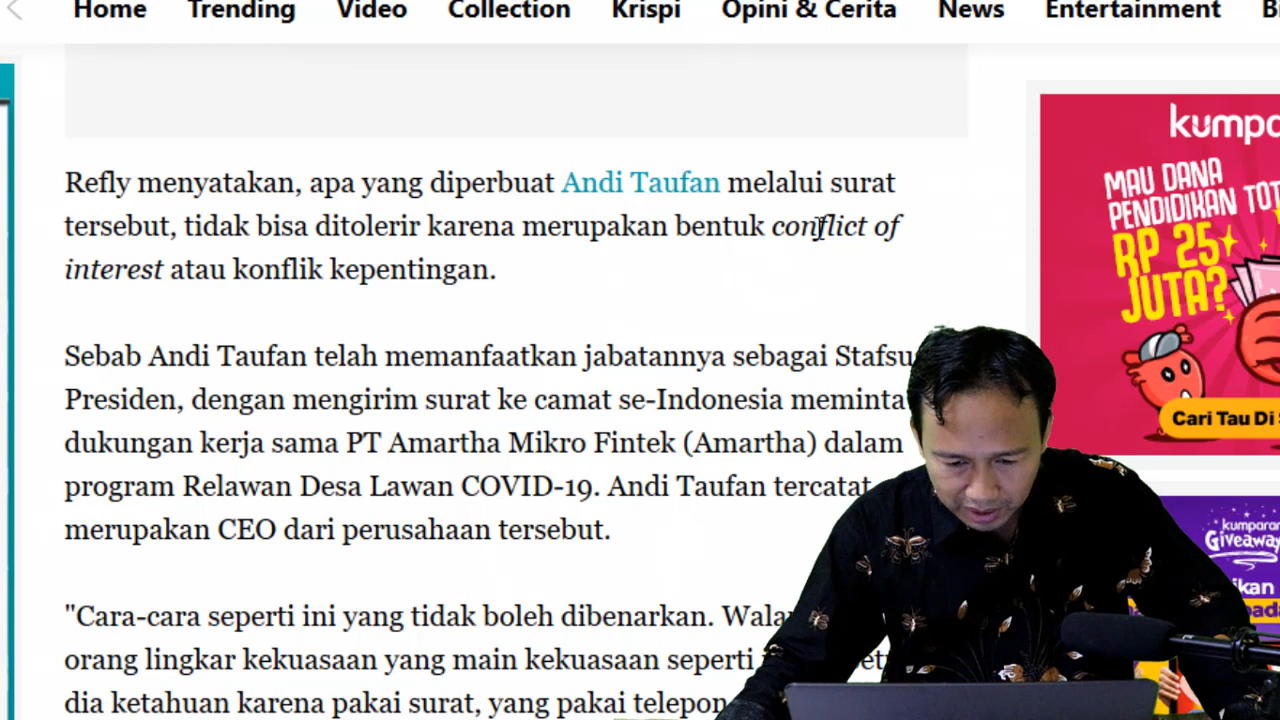 Home Trending Video Collection Krispi Opini & Cerita News Entertainment
Refly menyatakan, apa yang diperbuat Andi Taufan melalui surat
tersebut, tidak bisa ditolerir karena merupakan bentuk conflict of
interest atau konflik kepentingan.
Sebab Andi Taufan telah memanfaatkan jabatannya sebagai
Presiden, dengan mengirim surat ke camat se-Indonesia meminta
dukungan kerja sama PT Amartha Mikro Fintek (Amartha) dalam
program Relawan Desa Lawan COVID-19. Andi Taufan tercatat
merupakan CEO dari perusahaan tersebut.
"Cara-cara seperti ini yang tidak boleh dibenarkan.
orang lingkar kekuasaan yang main kekuasaan seperti
dia ketahuan karena pakai surat, yang pakai telepon
MAU DANA
PENDIDIKAN
RP 25
JUTA?
Cari Tau Di
kumparan
Giveaway